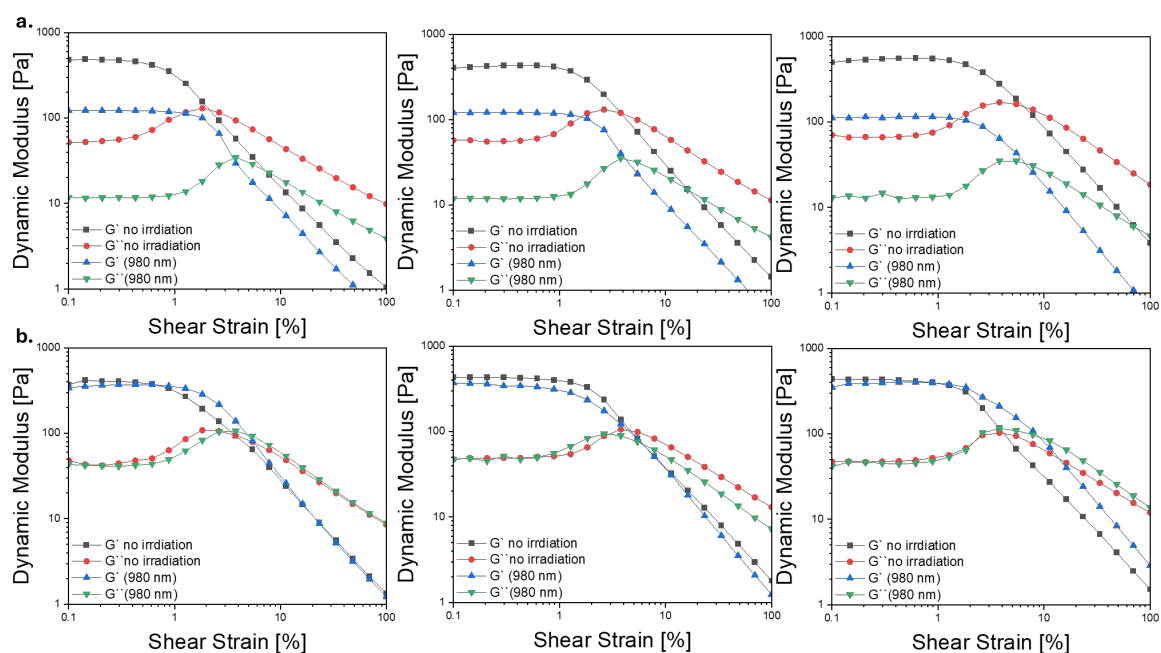 a.
Dynamic Modulus [Pa]
1000
100
10
1
G` no irrdiation
G``no irradiation
G` (980 nm)
G``(980 nm)
0.1 1 10 100
Shear Strain [%]
Dynamic Modulus [Pa]
1000
100
10
1
G` no irrdiation
G``no irradiation
G` (980 nm)
G``(980 nm)
0.1 1 10 100
Shear Strain [%]
Dynamic Modulus [Pa]
1000
100
10
1
G` no irrdiation
G``no irradiation
G` (980 nm)
G``(980 nm)
0.1 1 10 100
Shear Strain [%]
b.
Dynamic Modulus [Pa]
1000
100
10
1
G` no irrdiation
G``no irradiation
G` (980 nm)
G``(980 nm)
0.1 1 10 100
Shear Strain [%]
Dynamic Modulus [Pa]
1000
100
10
1
G` no irrdiation
G``no irradiation
G` (980 nm)
G``(980 nm)
0.1 1 10 100
Shear Strain [%]
Dynamic Modulus [Pa]
1000
100
10
1
G` no irrdiation
G``no irradiation
G` (980 nm)
G``(980 nm)
0.1 1 10 100
Shear Strain [%]